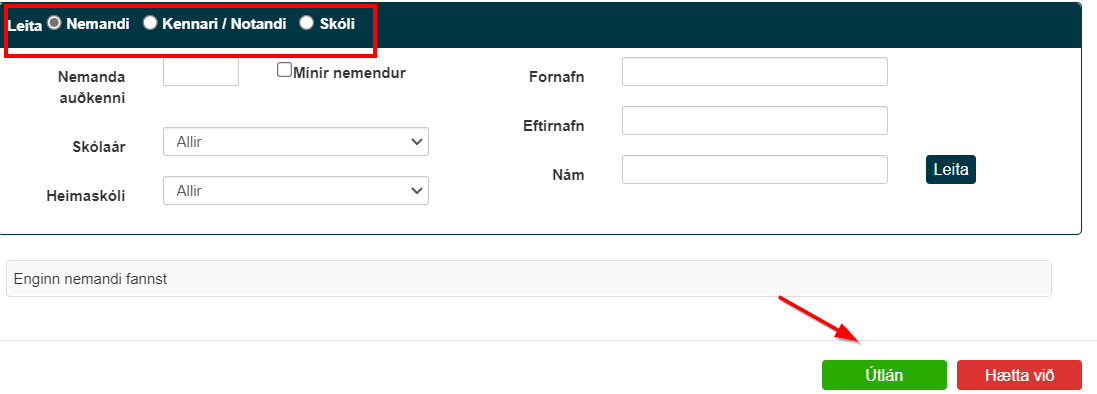 Leita Nemandi Kennari / Notandi Skóli
Nemanda
auðkenni
Mínir nemendur
Fornafn
Eftirnafn
Skólaár
Allir
Nám
Leita
Heimaskóli
Allir
Enginn nemandi fannst
Útlán
Hætta við